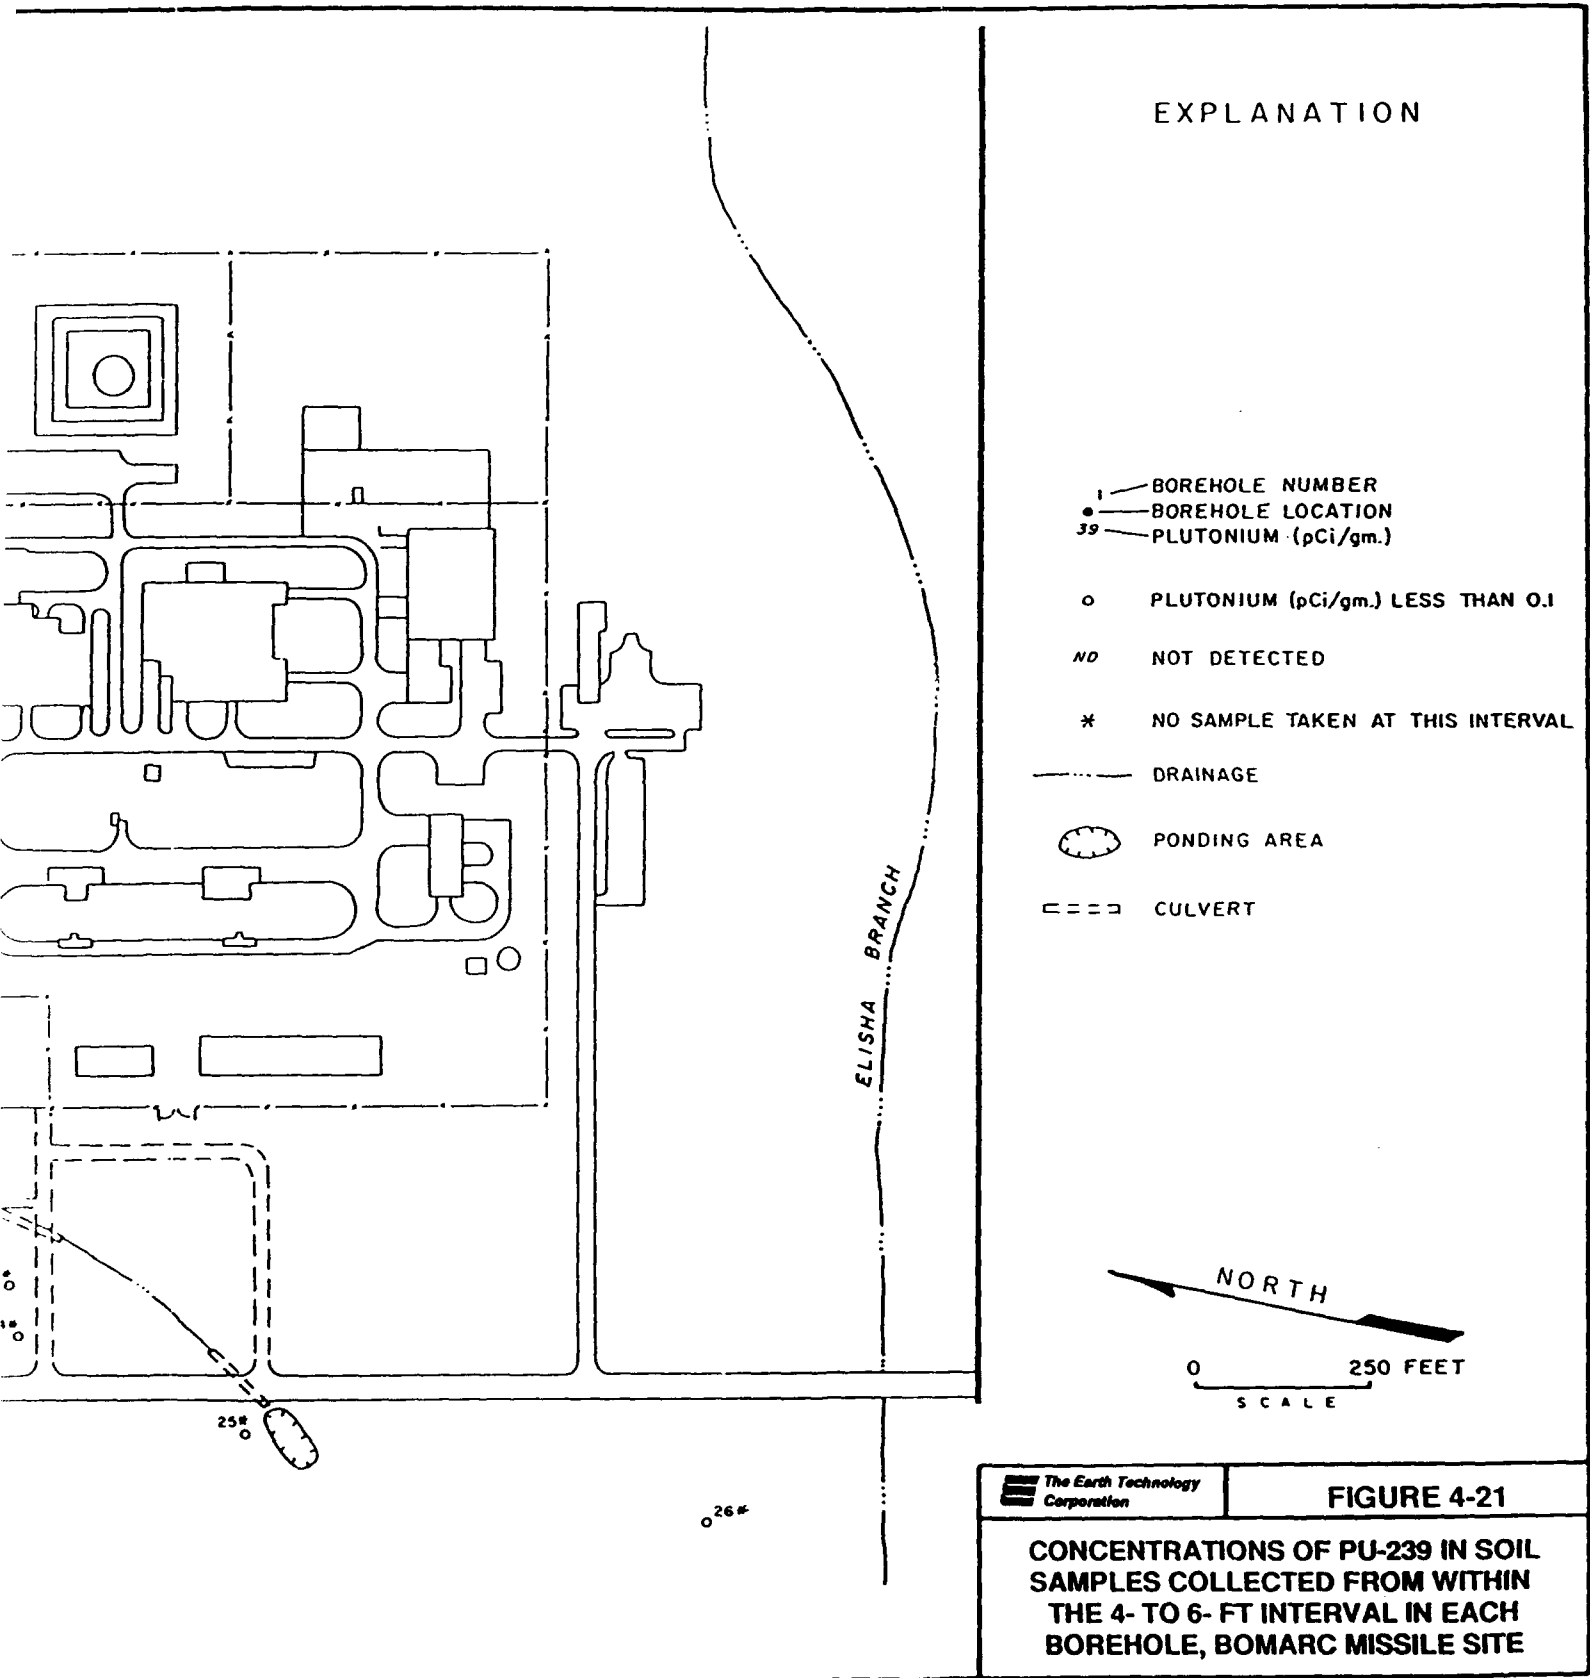 EXPLANATION
1
BOREHOLE NUMBER
BOREHOLE LOCATION
39
PLUTONIUM (pCi/gm.)
PLUTONIUM (pCi/gm.) LESS THAN 0.1
ND
NOT DETECTED
*
NO SAMPLE TAKEN AT THIS INTERVAL
DRAINAGE
PONDING AREA
CULVERT
ELISHA BRANCH
NORTH
0
250 FEET
SCALE
25*
26*
The Earth Technology
Corporation
FIGURE 4-21
CONCENTRATIONS OF PU-239 IN SOIL
SAMPLES COLLECTED FROM WITHIN
THE 4- TO 6- FT INTERVAL IN EACH
BOREHOLE, BOMARC MISSILE SITE